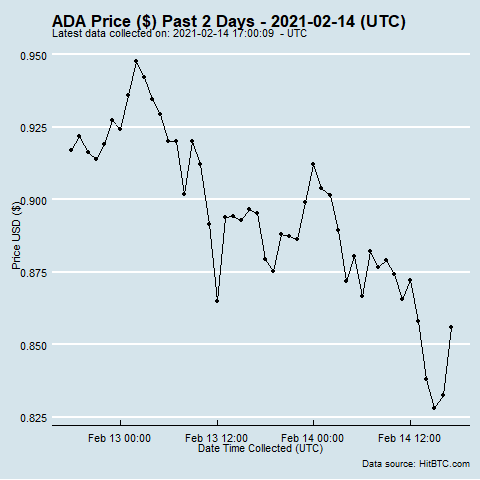 ADA Price ($) Past 2 Days - 2021-02-14 (UTC)
Latest data collected on: 2021-02-14 17:00:09 - UTC
0.950
0.925
0.900
0.875
0.850
0.825
Price USD ($)
Feb 13 00:00 Feb 13 12:00 Feb 14 00:00 Feb 14 12:00
Date Time Collected (UTC)
Data source: HitBTC.com